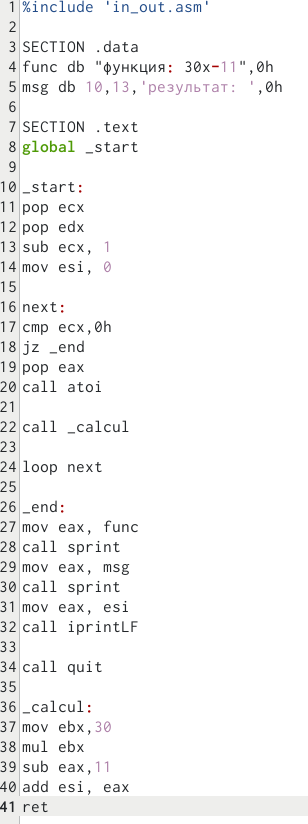 1 %include 'in_out.asm'
2
3 SECTION .data
4 func db "функция: 30x-11",0h
5 msg db 10,13,'результат: ',0h
6
7 SECTION .text
8 global _start
9
10 _start:
11 pop ecx
12 pop edx
13 sub ecx, 1
14 mov esi, 0
15
16 next:
17 cmp ecx,0h
18 jz _end
19 pop eax
20 call atoi
21
22 call _calcul
23
24 loop next
25
26 _end:
27 mov eax, func
28 call sprint
29 mov eax, msg
30 call sprint
31 mov eax, esi
32 call iprintLF
33
34 call quit
35
36 _calcul:
37 mov ebx,30
38 mul ebx
39 sub eax,11
40 add esi, eax
41 ret